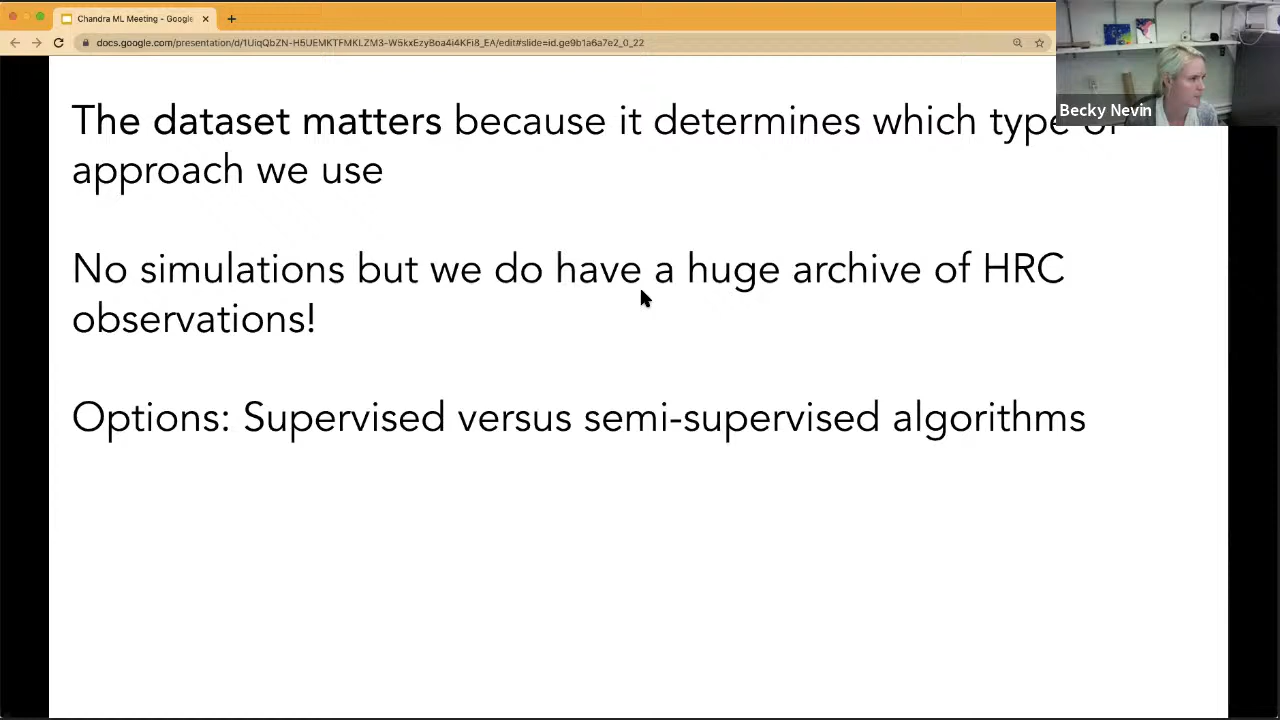 Chandra ML Meeting - Google
docs.google.com/presentation/d/1UiqQbZN-H5UEMKTFMKLZM3-W5kxEzyBoa4i4KFi8_EA/edit#slide=id.ge9b1a6a7e2_0_22
Becky Nevin
The dataset matters because it determines which type of
approach we use
No simulations but we do have a huge archive of HRC
observations!
Options: Supervised versus semi-supervised algorithms